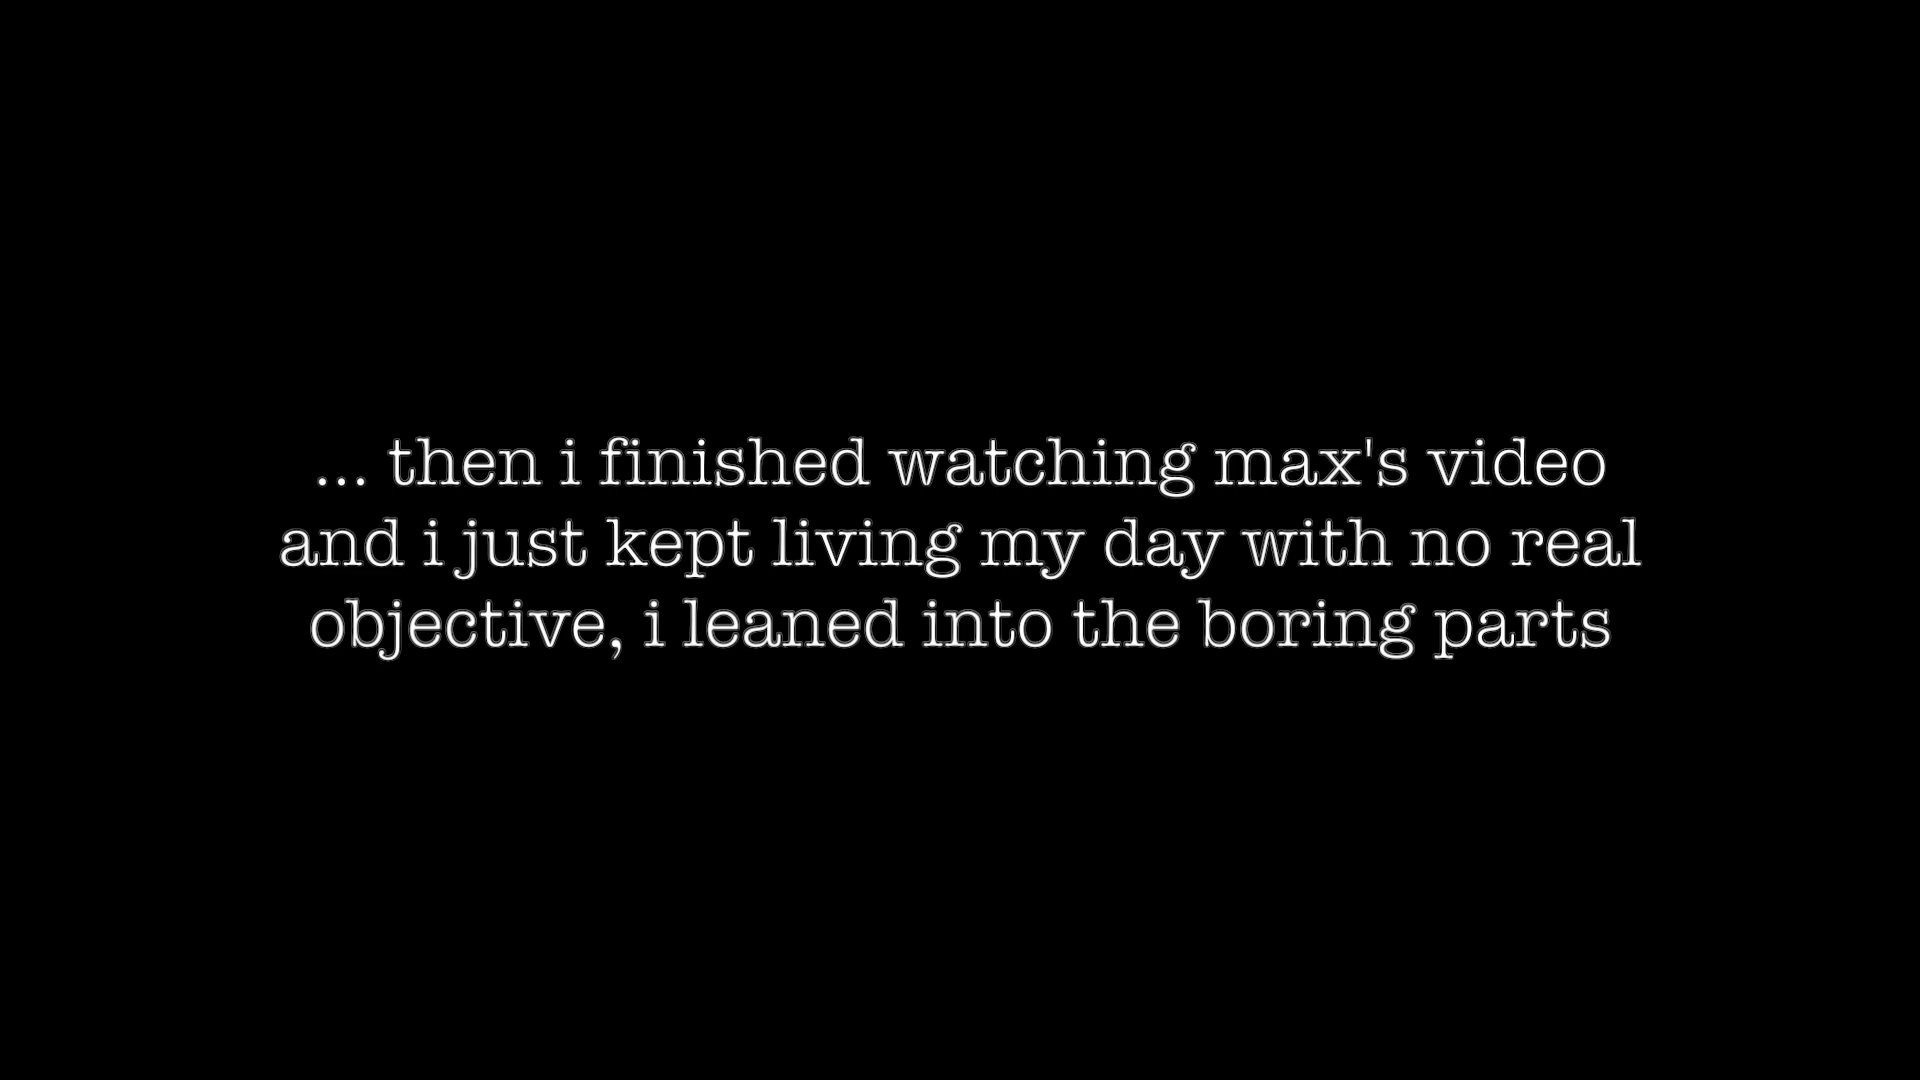 ... then i finished watching max's video
and i just kept living my day with no real
objective, i leaned into the boring parts